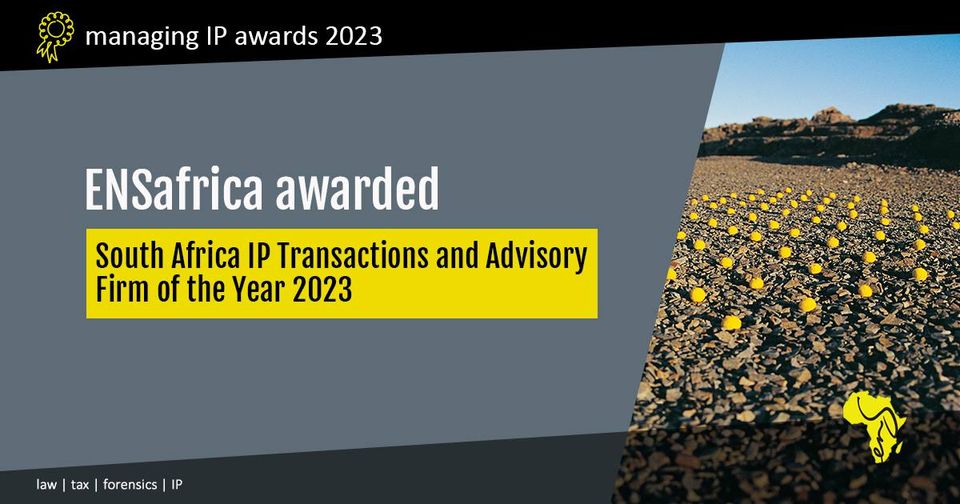 managing IP awards 2023
ENSafrica awarded
South Africa IP Transactions and Advisory
Firm of the Year 2023
law | tax | forensics | IP